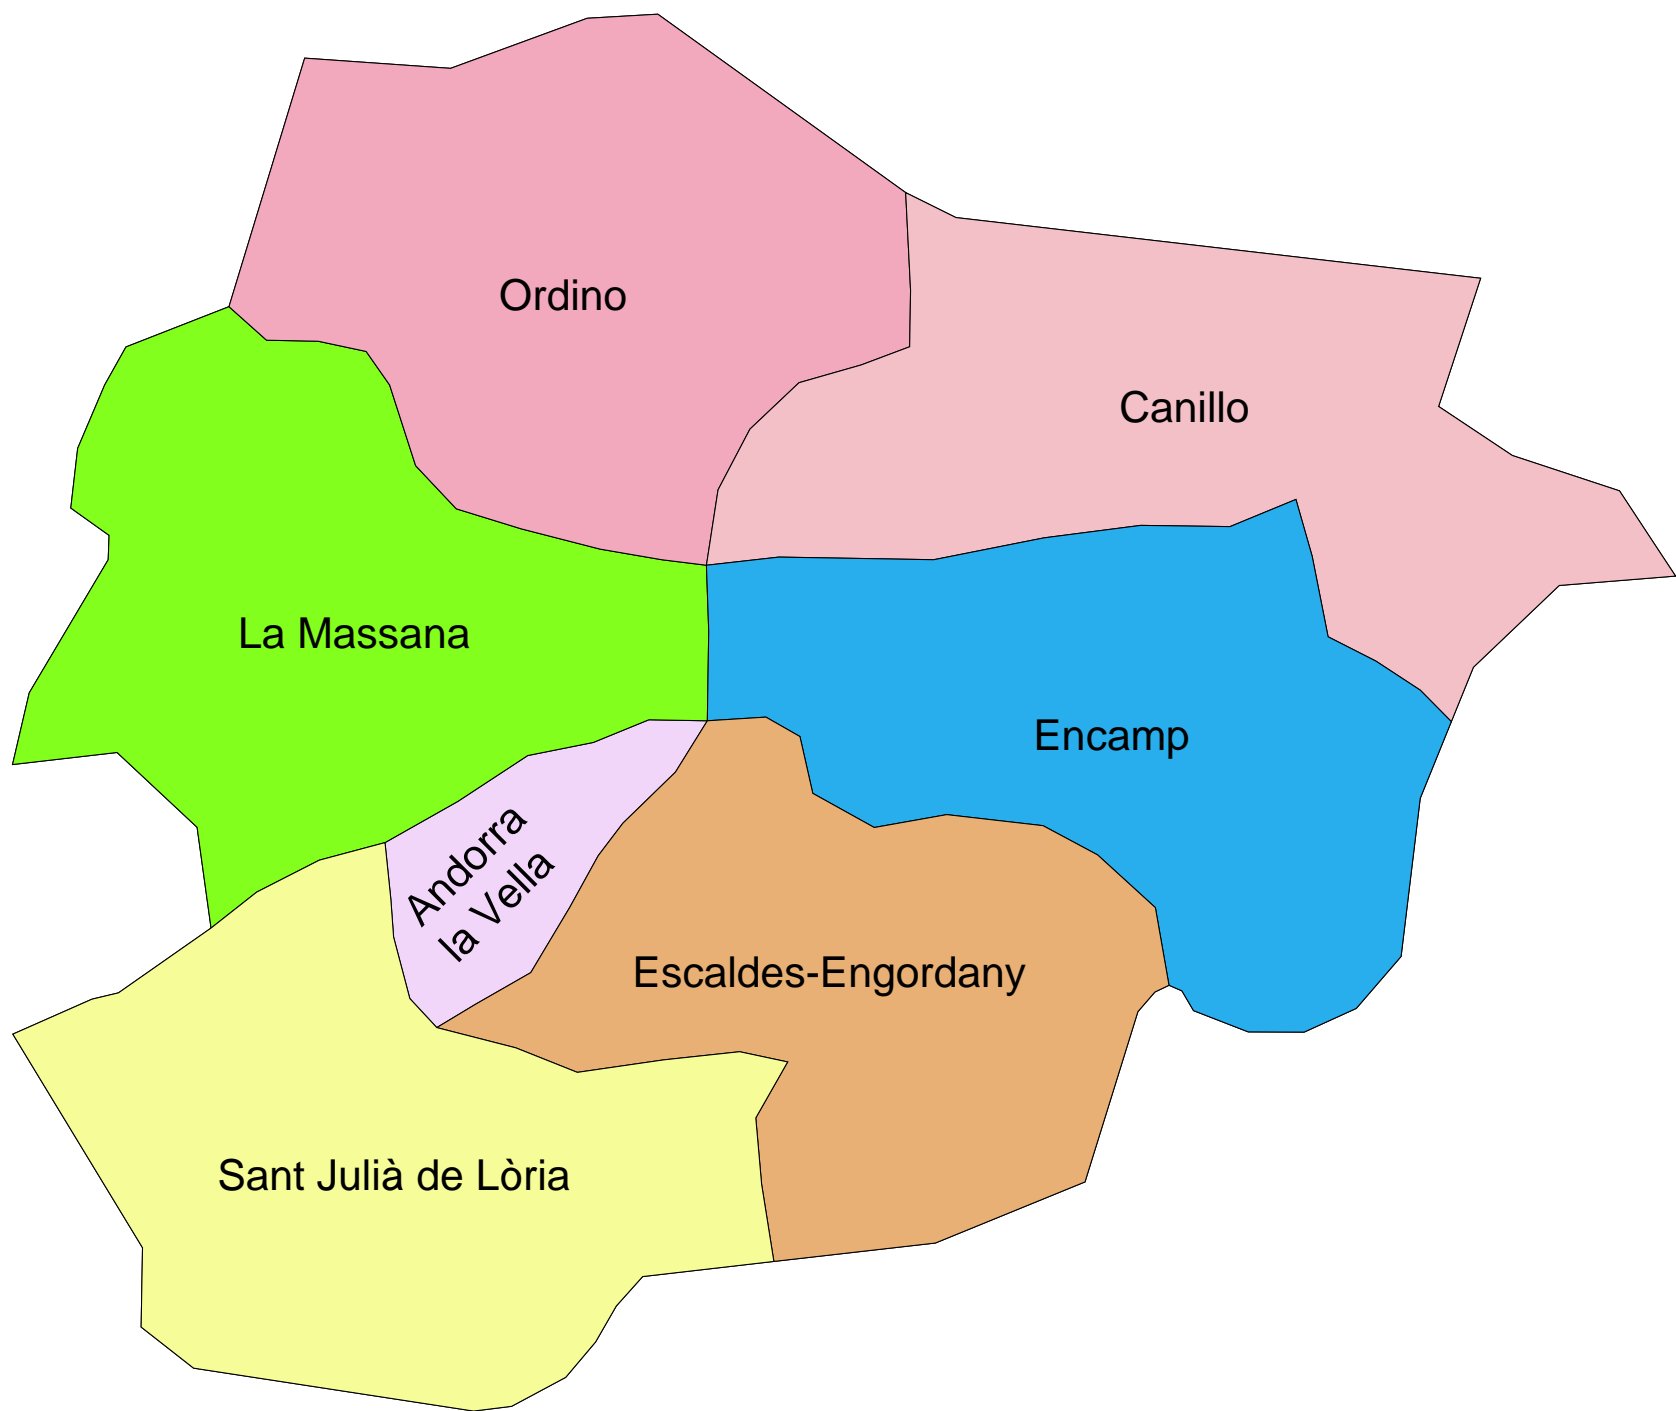 Ordino
Canillo
La Massana
Encamp
Andorra
la Vella
Escaldes-Engordany
Sant Julià de Lòria